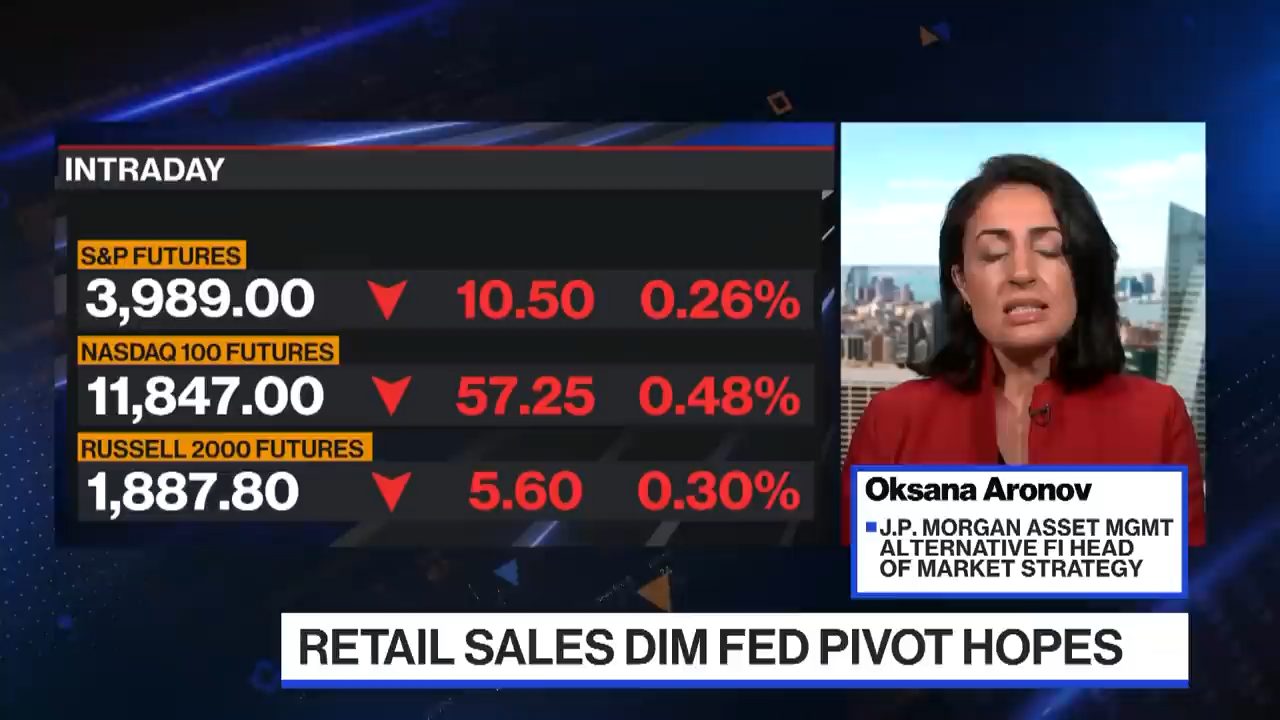 INTRADAY
S&P FUTURES
3,989.00 10.50 0.26%
NASDAQ 100 FUTURES
11,847.00 57.25 0.48%
RUSSELL 2000 FUTURES
1,887.80 5.60 0.30%
Oksana Aronov
J.P. MORGAN ASSET MGMT
ALTERNATIVE FI HEAD
OF MARKET STRATEGY
RETAIL SALES DIM FED PIVOT HOPES